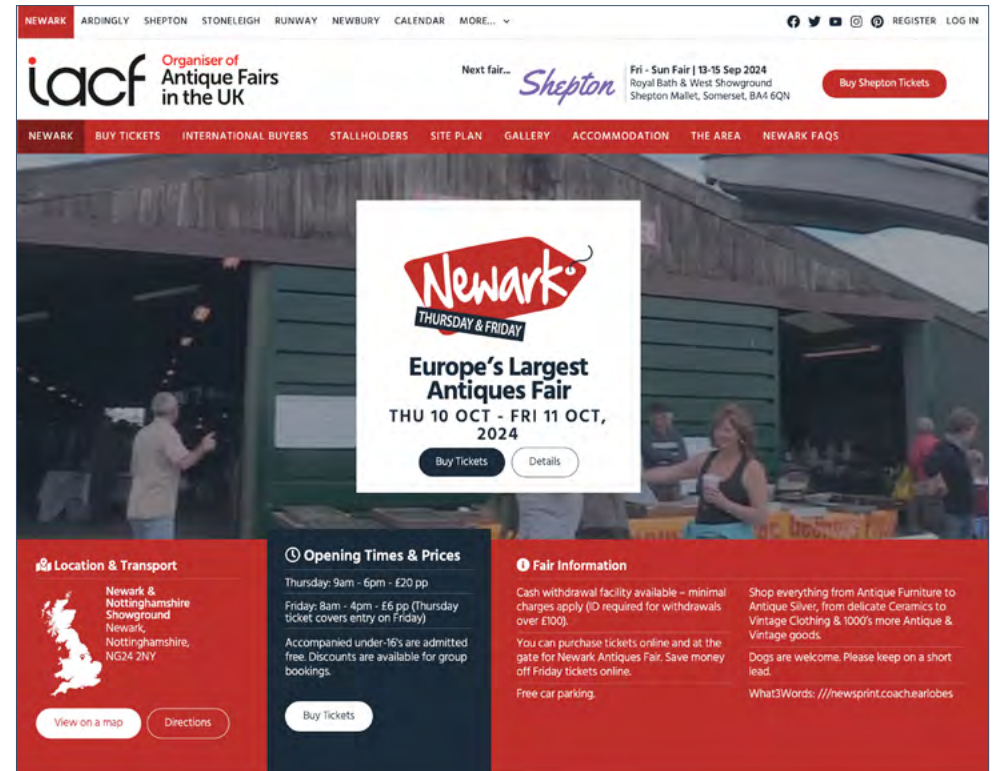 NEWARK ARDINGLY SHEPTON STONELEIGH RUNWAY NEWBURY CALENDAR MORE... REGISTER LOG IN
iacf
Organiser of
Antique Fairs
in the UK
Next fair...
Shepton
Fri - Sun Fair | 13-15 Sep 2024
Royal Bath & West Showground
Shepton Mallet, Somerset, BA4 6QN
Buy Shepton Tickets
NEWARK BUY TICKETS INTERNATIONAL BUYERS STALLHOLDERS SITE PLAN GALLERY ACCOMMODATION THE AREA NEWARK FAQS
Newark
THURSDAY & FRIDAY
Europe's Largest
Antiques Fair
THU 10 OCT - FRI 11 OCT,
2024
Buy Tickets Details
Location & Transport
Newark &
Nottinghamshire
Showground
Newark,
Nottinghamshire,
NG24 2NY
View on a map Directions
Opening Times & Prices
Thursday: 9am - 6pm - £20 pp
Friday: 8am - 4pm - £6 pp (Thursday
ticket covers entry on Friday)
Accompanied under-16's are admitted
free. Discounts are available for group
bookings.
Buy Tickets
Fair Information
Cash withdrawal facility available – minimal
charges apply (ID required for withdrawals
over £100).
You can purchase tickets online and at the
gate for Newark Antiques Fair. Save money
off Friday tickets online.
Free car parking.
Shop everything from Antique Furniture to
Antique Silver, from delicate Ceramics to
Vintage Clothing & 1000's more Antique &
Vintage goods.
Dogs are welcome. Please keep on a short
lead.
What3Words: ///newsprint.coach.earlobes